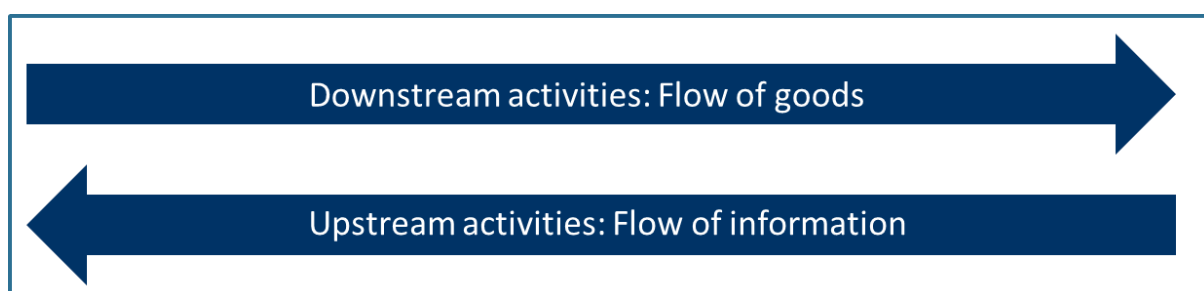 Downstream activities: Flow of goods
Upstream activities: Flow of information